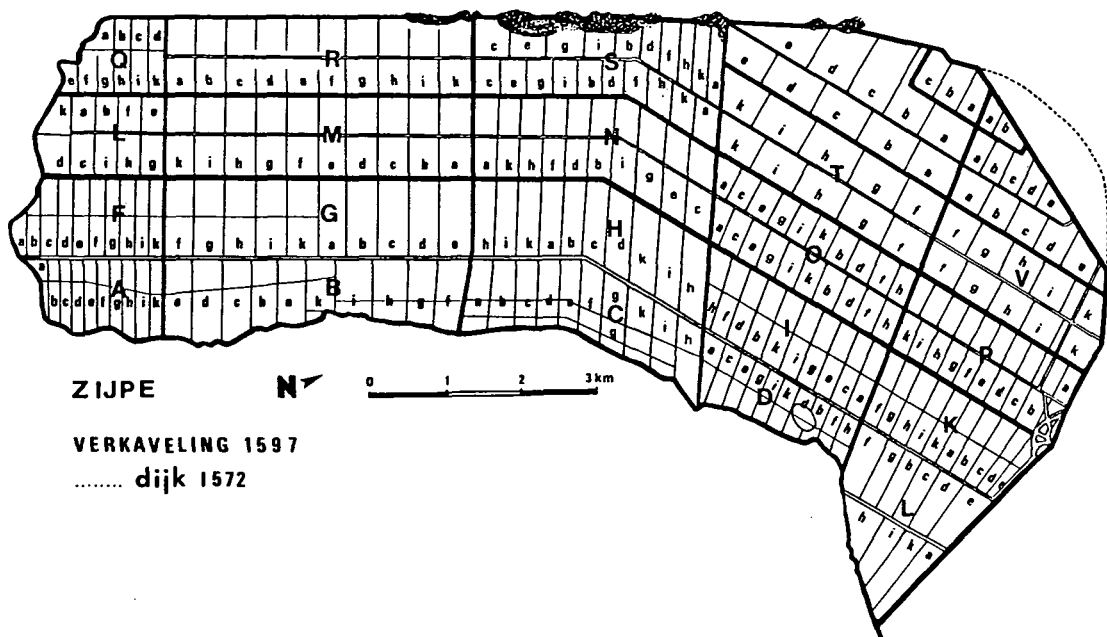 a b c d
Q
e f g h i k
R
a b c d e f g h i k
c e g i b d f h k a
S
c e g i b d f h k a
k a b f e
L
d c i h g
M
k i h g f e d c b a
N
a k h f d b i g e c
F
a b c d e f g h i k
G
f g h i k a b c d e
H
h i k a b c d k i h
a
A
b c d e f g h i k
B
e d c b a k i k g f
C
a b c d e f g k i h
g
e d c b a
e d c b a
k i h g f
T
k i h g f
c b a
a b
a b c d e
a b c d e
f g h i k
V
f g h i k
a c e g i k b d f h
O
a c e g i k b d f h
k i h g f e d c b a
P
I
h f d b k i g e c a
D
a c e g i k d b f h
K
f g h i k a b c d e
f g b c d e
L
h i k a
ZIJPE
N
0 1 2 3 km
VERKAVELING 1597
........ dijk 1572